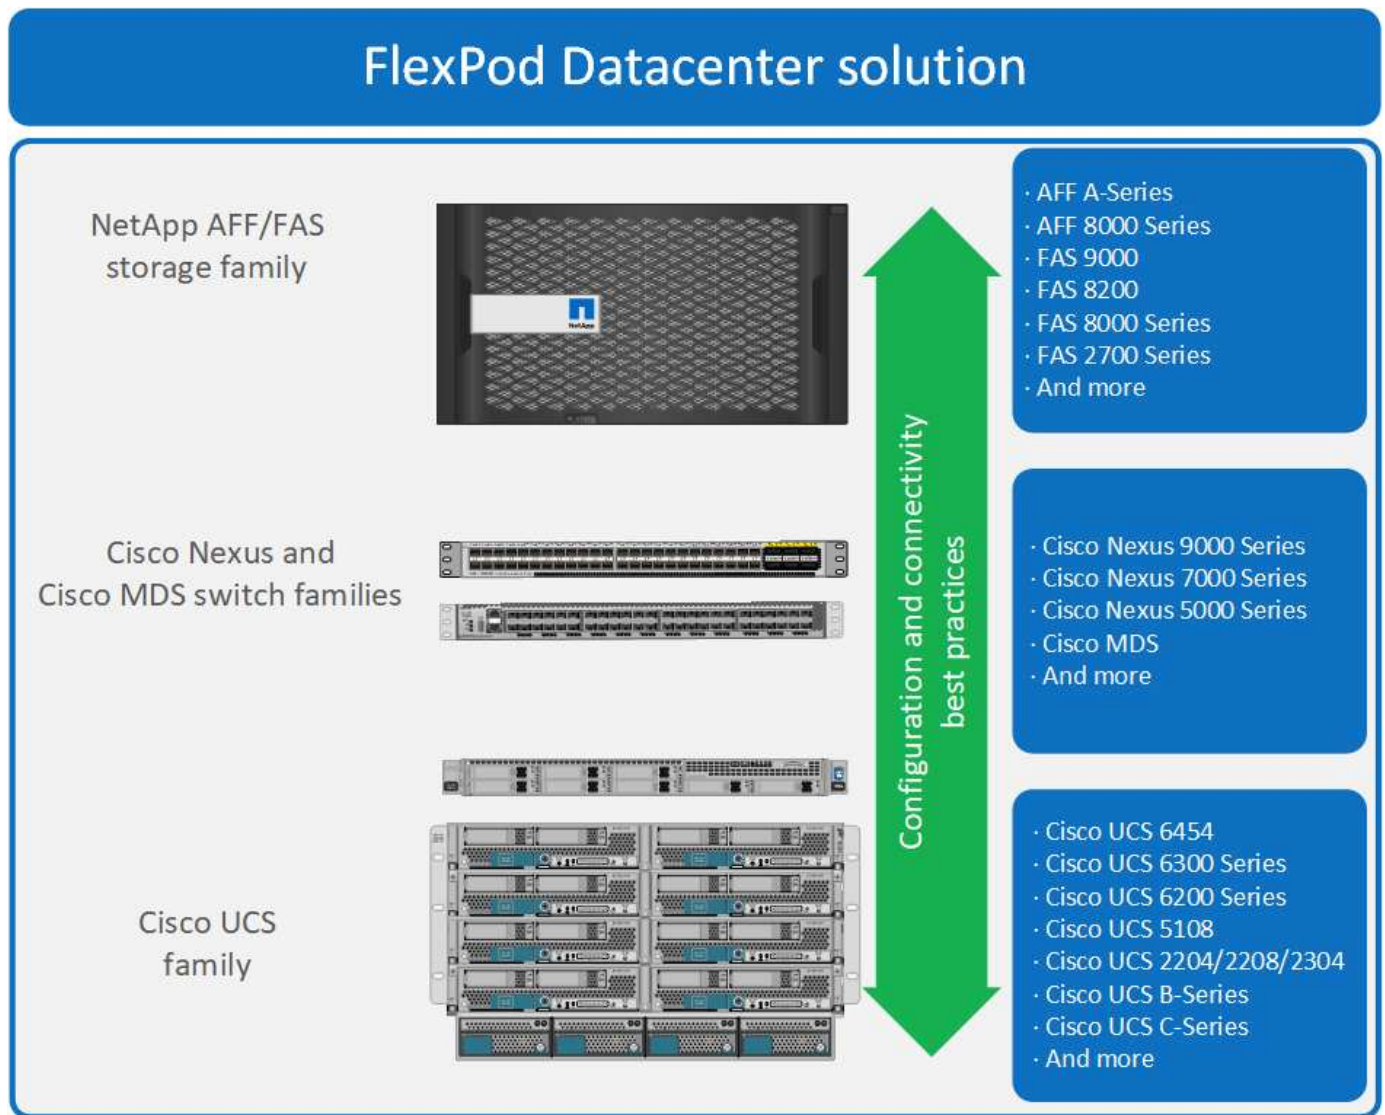 FlexPod Datacenter solution
NetApp AFF/FAS
storage family
NetApp
· AFF A-Series
· AFF 8000 Series
· FAS 9000
· FAS 8200
· FAS 8000 Series
· FAS 2700 Series
· And more
Configuration and connectivity
best practices
Cisco Nexus and
Cisco MDS switch families
· Cisco Nexus 9000 Series
· Cisco Nexus 7000 Series
· Cisco Nexus 5000 Series
· Cisco MDS
· And more
Cisco UCS
family
· Cisco UCS 6454
· Cisco UCS 6300 Series
· Cisco UCS 6200 Series
· Cisco UCS 5108
· Cisco UCS 2204/2208/2304
· Cisco UCS B-Series
· Cisco UCS C-Series
· And more